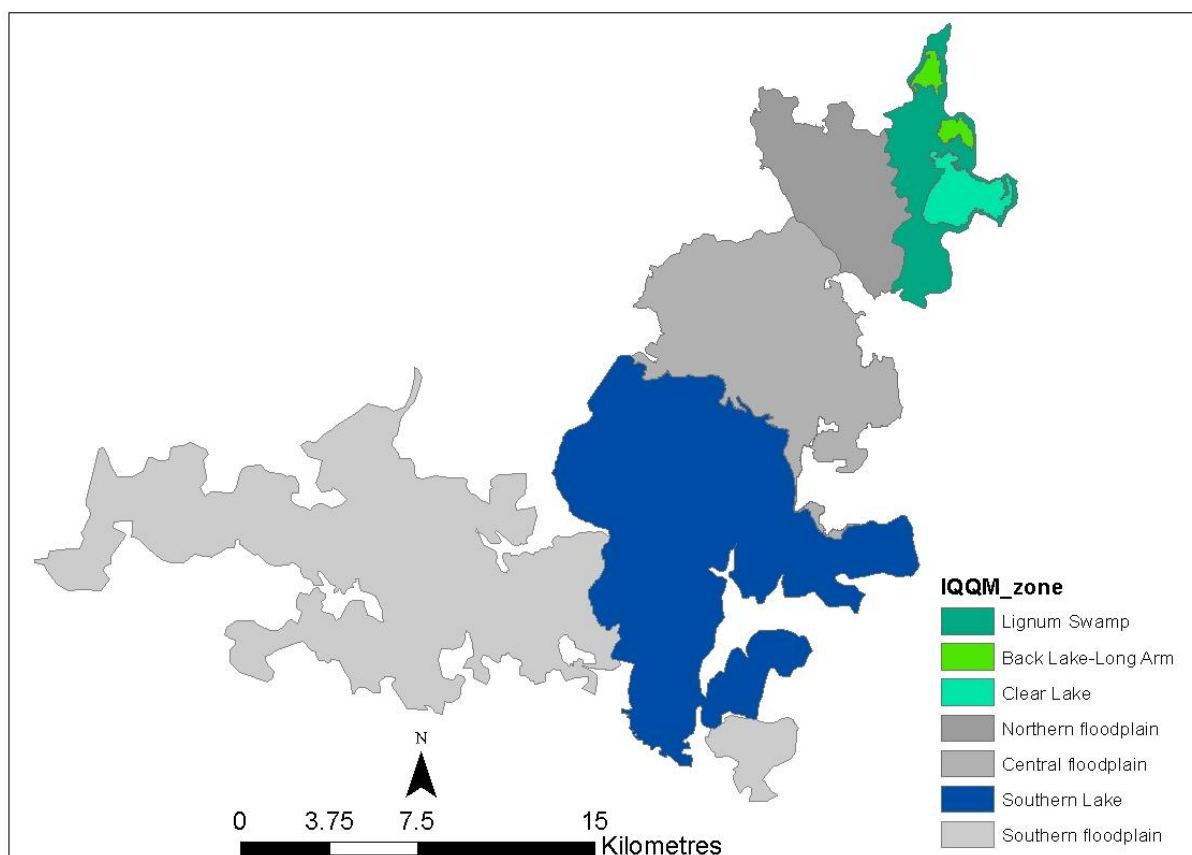 IQQM_zone
Lignum Swamp
Back Lake-Long Arm
Clear Lake
Northern floodplain
Central floodplain
Southern Lake
Southern floodplain
N
0 3.75 7.5 15
Kilometres